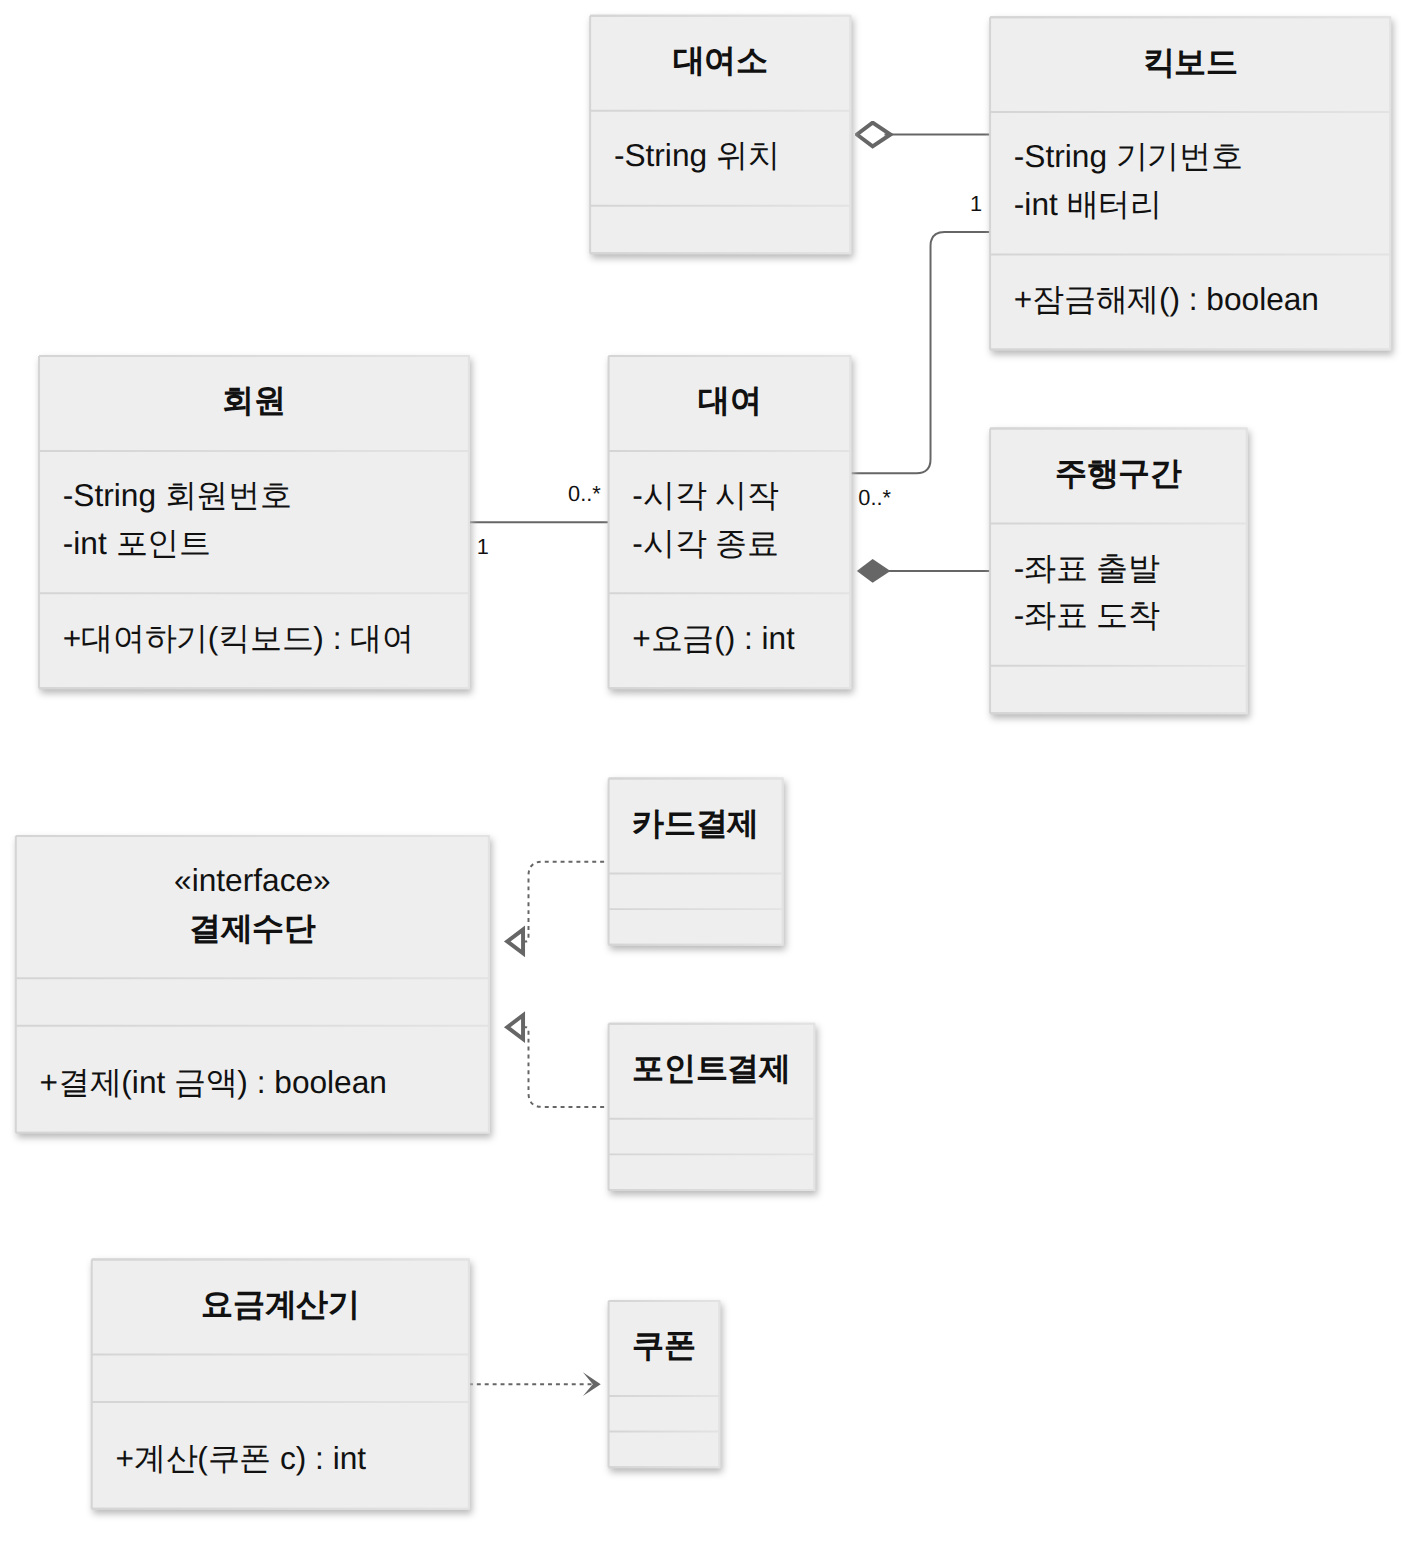 대여소
-String 위치
킥보드
-String 기기번호
-int 배터리
+잠금해제() : boolean
1
회원
-String 회원번호
-int 포인트
+대여하기(킥보드) : 대여
1
0..*
대여
-시각 시작
-시각 종료
+요금() : int
0..*
주행구간
-좌표 출발
-좌표 도착
«interface»
결제수단
+결제(int 금액) : boolean
카드결제
포인트결제
요금계산기
+계산(쿠폰 c) : int
쿠폰